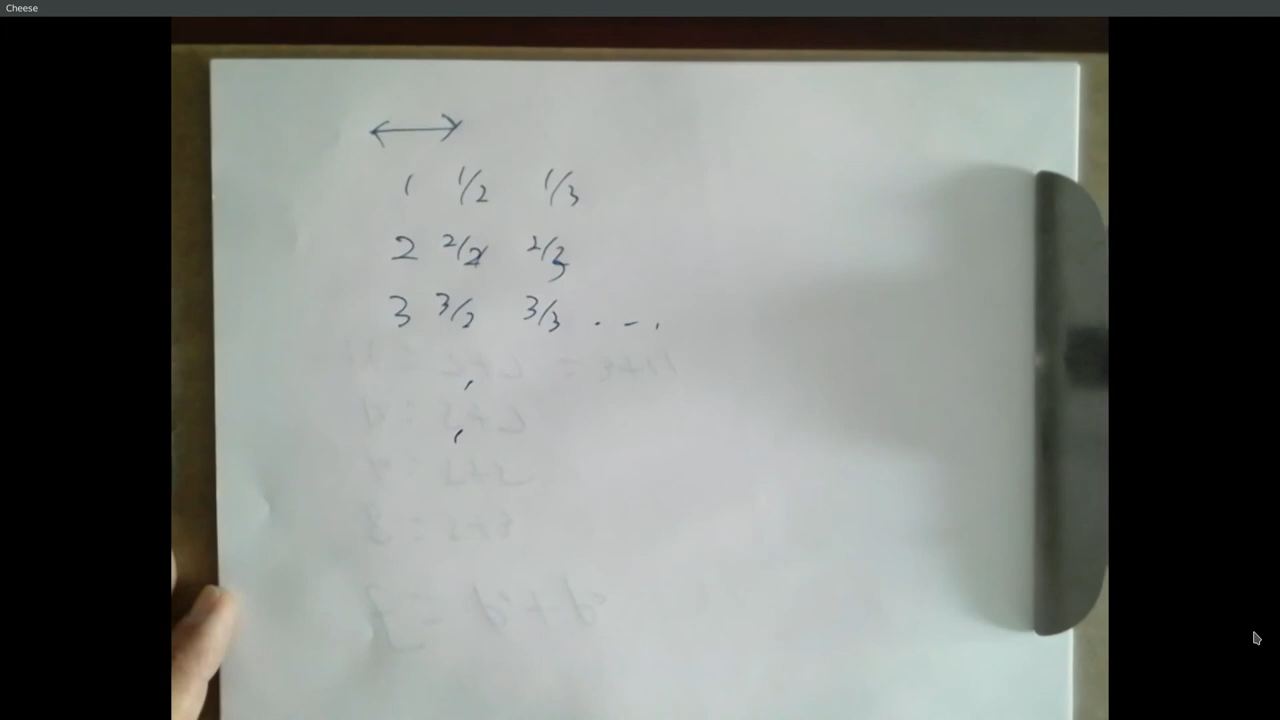 Cheese
↔
1 1/2 1/3
2 2/2 2/3
3 3/2 3/3 . - .